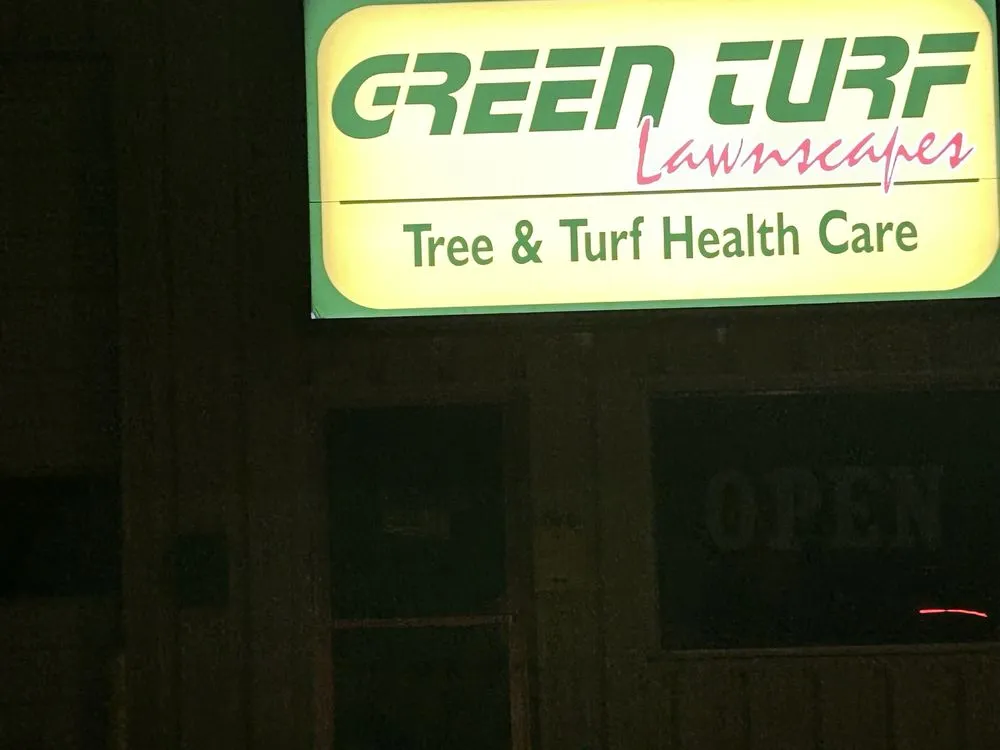 GREEN TURF
Lawnscapes
Tree & Turf Health Care
OPEN